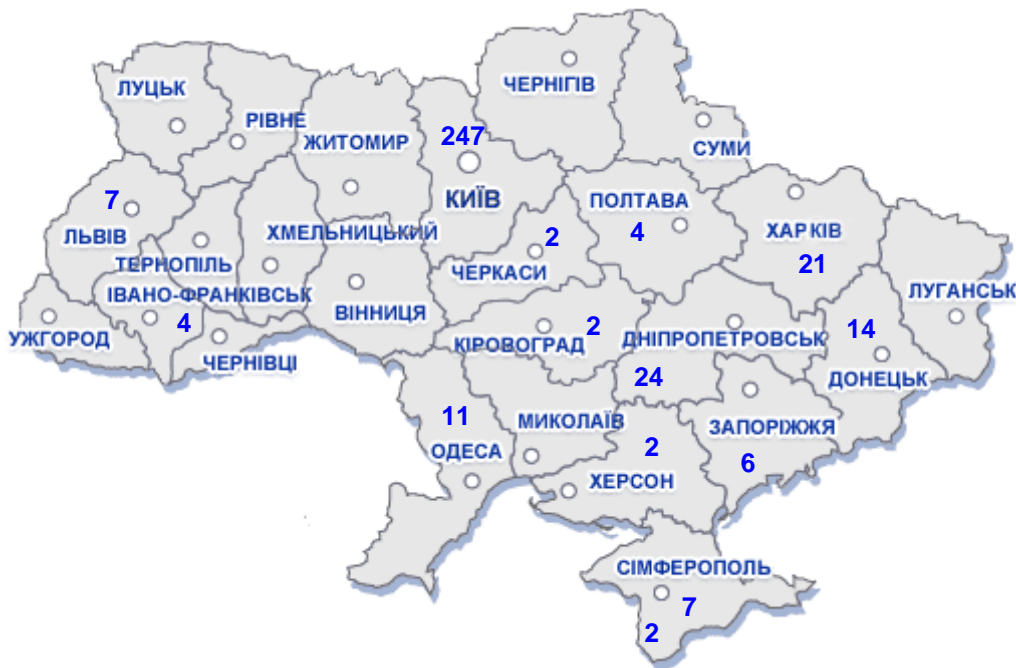 ЧЕРНІГІВ
ЛУЦЬК
РІВНЕ
ЖИТОМИР
247
СУМИ
КИЇВ
7
ПОЛТАВА
ЛЬВІВ
ХМЕЛЬНИЦЬКИЙ
2
4
ХАРКІВ
ТЕРНОПІЛЬ
ЧЕРКАСИ
21
ІВАНО-ФРАНКІВСЬК
ЛУГАНСЬК
4
ВІННИЦЯ
2
14
УЖГОРОД
КІРОВОГРАД
ДНІПРОПЕТРОВСЬК
ЧЕРНІВЦІ
24
ДОНЕЦЬК
11
МИКОЛАЇВ
ЗАПОРІЖЖЯ
ОДЕСА
2
6
ХЕРСОН
СІМФЕРОПОЛЬ
7
2